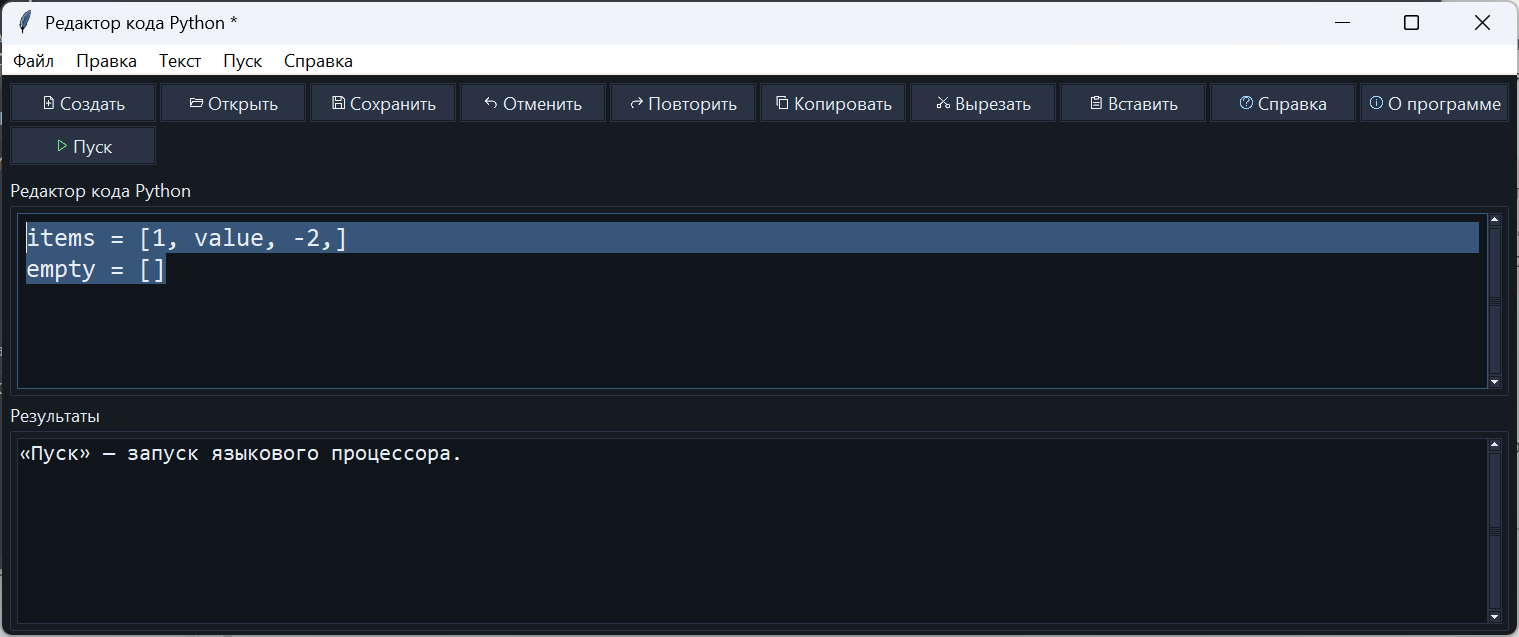 Редактор кода Python *
Файл Правка Текст Пуск Справка
Создать Открыть Сохранить Отменить Повторить Копировать Вырезать Вставить Справка О программе
Пуск
Редактор кода Python
items = [1, value, -2,]
empty = []
Результаты
«Пуск» — запуск языкового процессора.